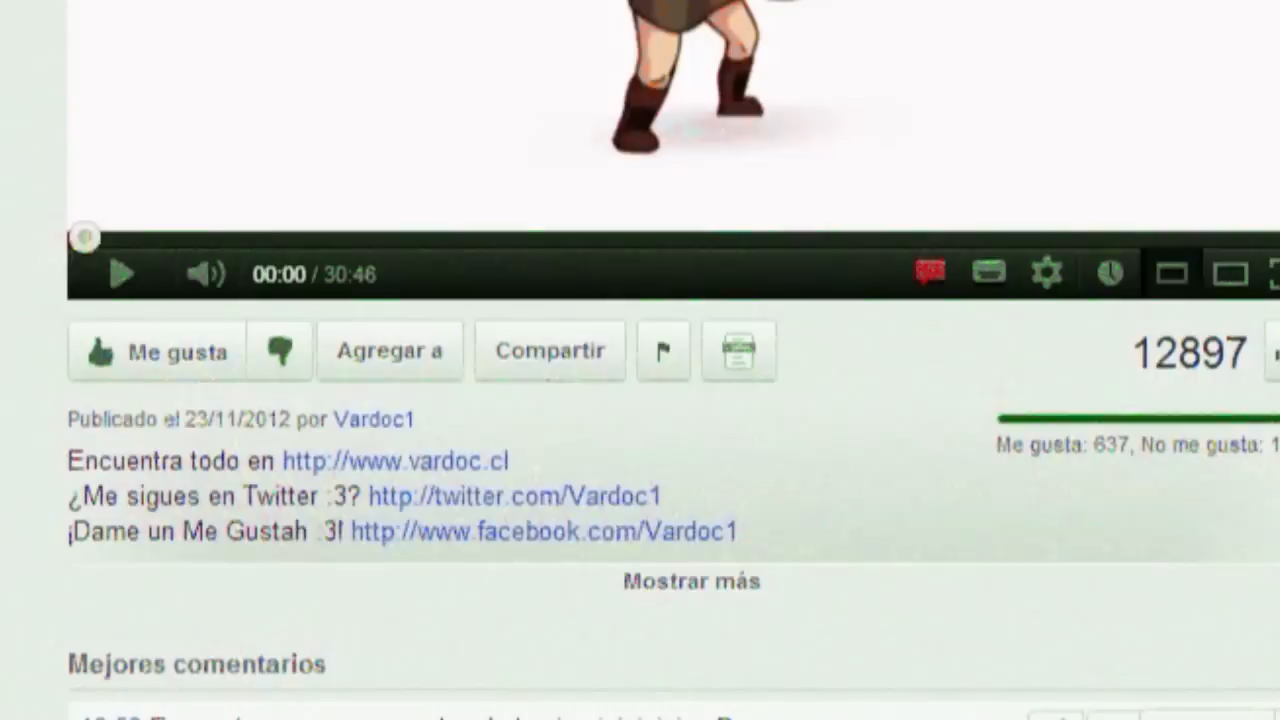 00:00 / 30:46
Me gusta
Agregar a
Compartir
12897
Publicado el 23/11/2012 por Vardoc1
Me gusta: 637, No me gusta: 1
Encuentra todo en http://www.vardoc.cl
¿Me sigues en Twitter :3? http://twitter.com/Vardoc1
¡Dame un Me Gustah :3! http://www.facebook.com/Vardoc1
Mostrar más
Mejores comentarios